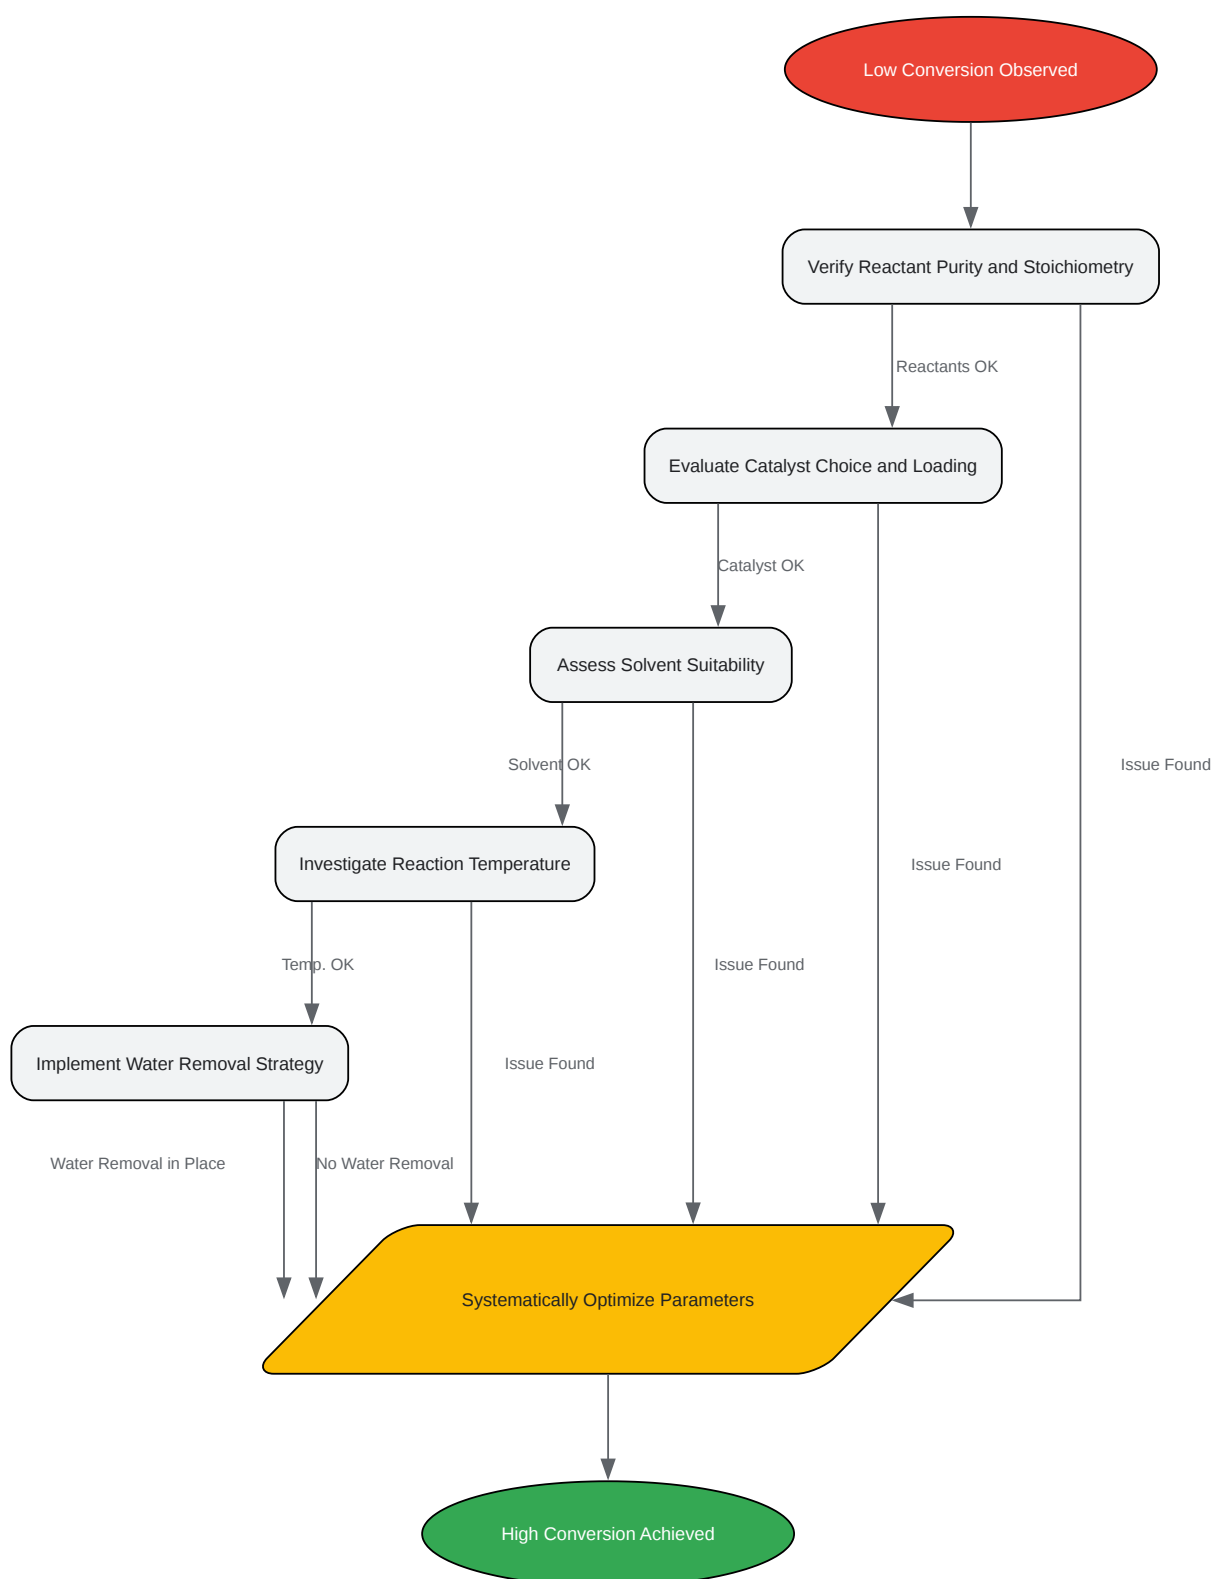 Low Conversion Observed
Verify Reactant Purity and Stoichiometry
Reactants OK
Evaluate Catalyst Choice and Loading
Catalyst OK
Assess Solvent Suitability
Solvent OK
Issue Found
Investigate Reaction Temperature
Issue Found
Temp. OK
Issue Found
Implement Water Removal Strategy
Issue Found
Water Removal in Place
No Water Removal
Systematically Optimize Parameters
High Conversion Achieved